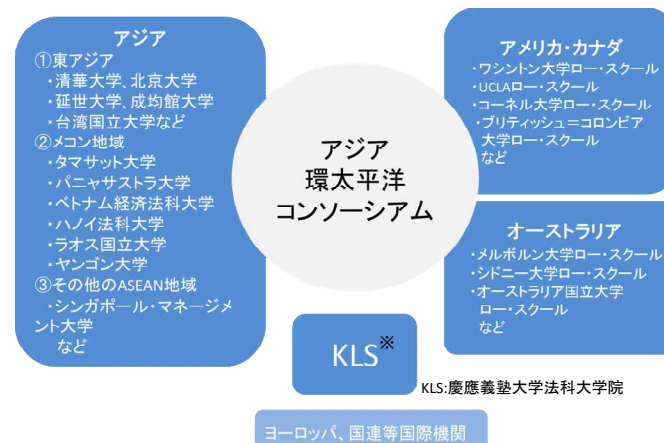 アジア
①東アジア
・清華大学、北京大学
・延世大学、成均館大学
・台湾国立大学など
②メコン地域
・タマサット大学
・パニャサストラ大学
・ベトナム経済法科大学
・ハノイ法科大学
・ラオス国立大学
・ヤンゴン大学
③その他のASEAN地域
・シンガポール・マネージメ
ント大学
など
アジア
環太平洋
コンソーシアム
アメリカ・カナダ
・ワシントン大学ロー・スクール
・UCLAロー・スクール
・コーネル大学ロー・スクール
・ブリティッシュ＝コロンビア
大学ロー・スクール
など
オーストラリア
・メルボルン大学ロー・スクール
・シドニー大学ロー・スクール
・オーストラリア国立大学
ロー・スクール
など
KLS※
KLS:慶應義塾大学法科大学院
ヨーロッパ、国連等国際機関